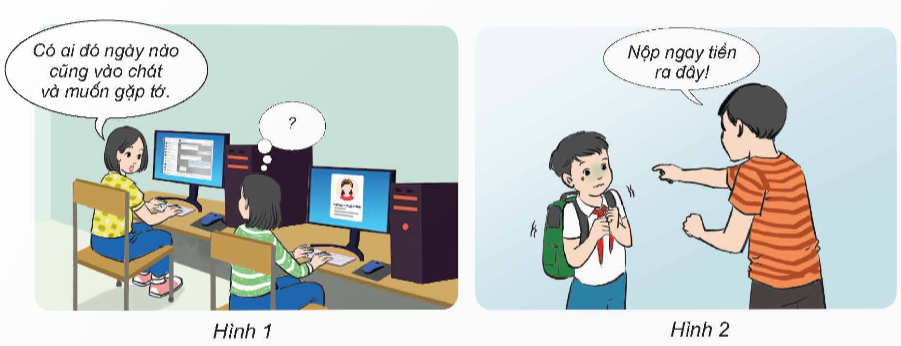 Có ai đó ngày nào
cũng vào chát
và muốn gặp tớ.
?
Nộp ngay tiền
ra đây!
Hình 1
Hình 2